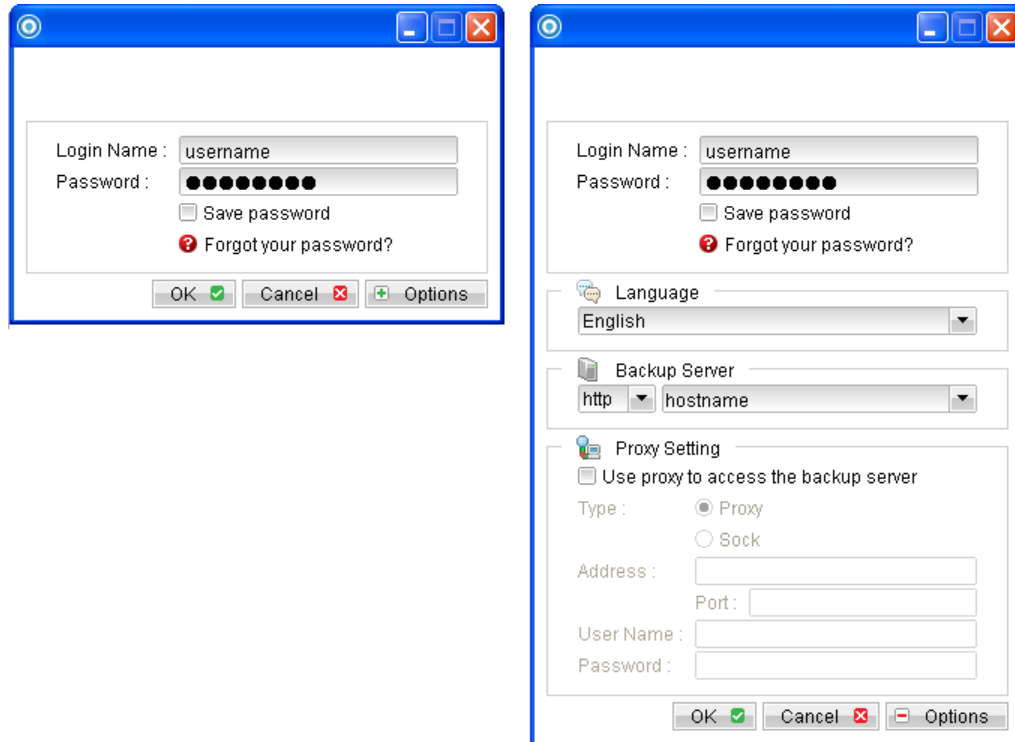 Login Name : username
Password : ●●●●●●●●
Save password
Forgot your password?
OK Cancel Options
Login Name : username
Password : ●●●●●●●●
Save password
Forgot your password?
Language
English
Backup Server
http hostname
Proxy Setting
Use proxy to access the backup server
Type : Proxy
Sock
Address :
Port :
User Name :
Password :
OK Cancel Options